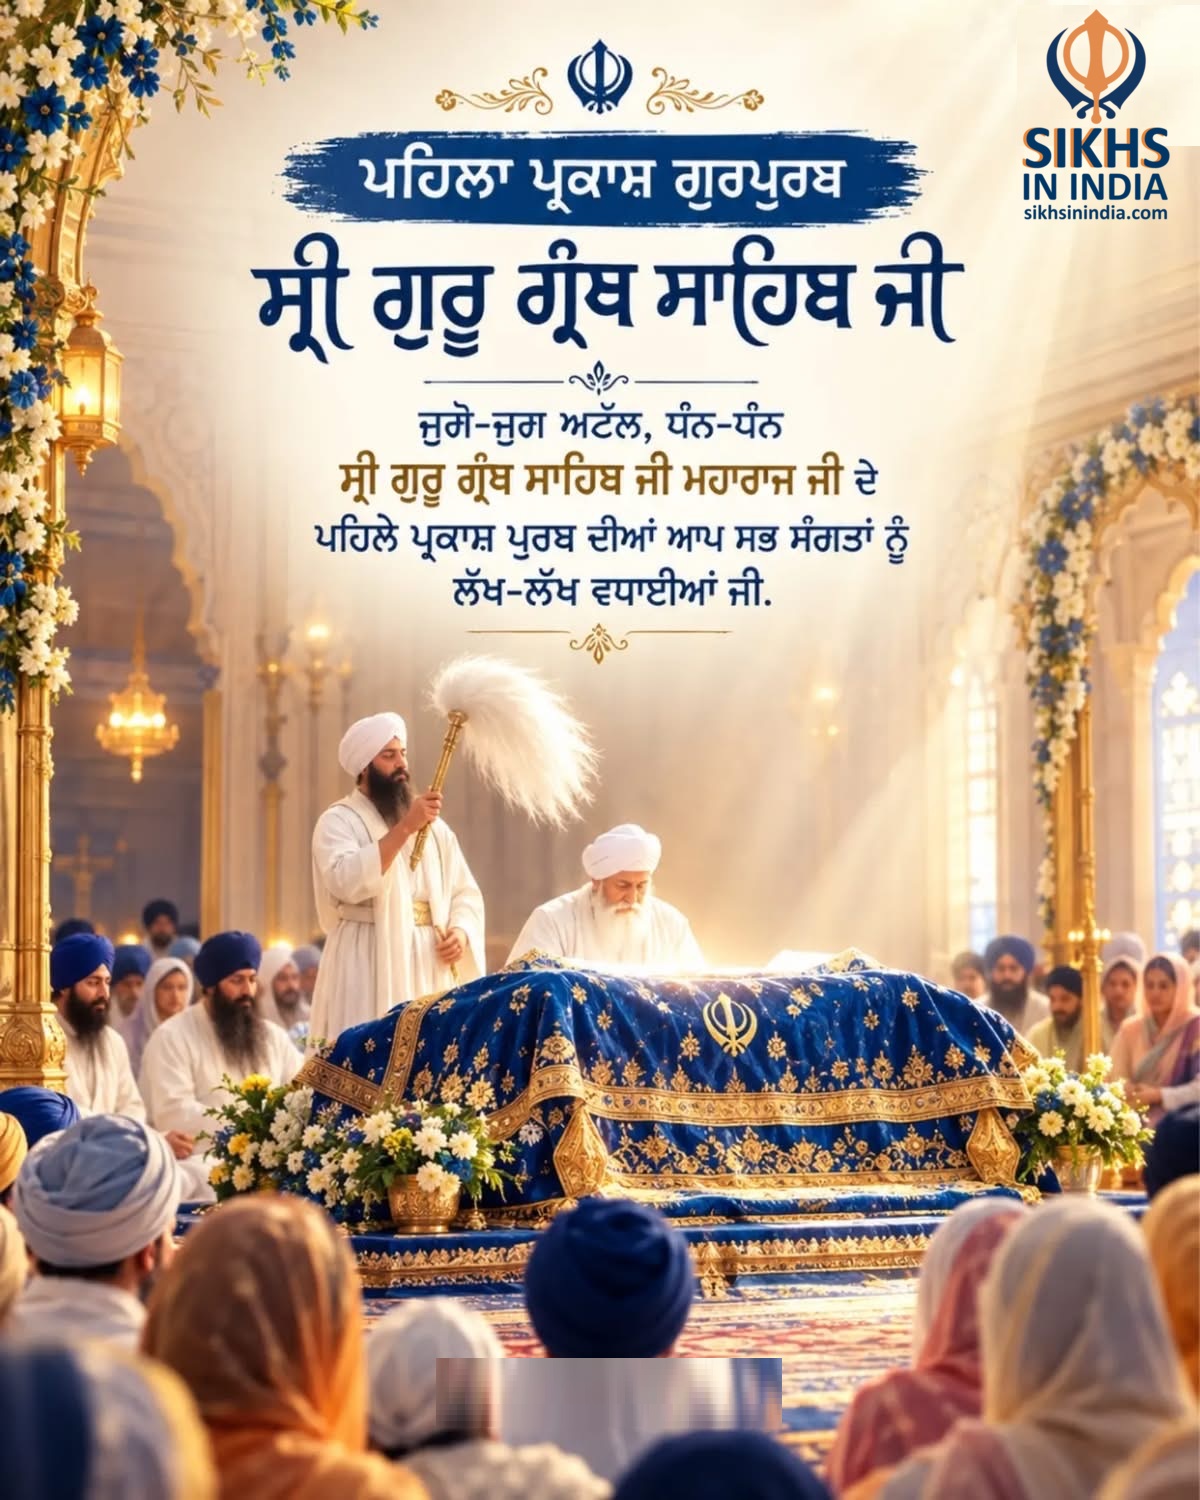 ਪਹਿਲਾ ਪ੍ਰਕਾਸ਼ ਗੁਰਪੁਰਬ
ਸ੍ਰੀ ਗੁਰੂ ਗ੍ਰੰਥ ਸਾਹਿਬ ਜੀ
ਜੁਗੋ-ਜੁਗ ਅਟੱਲ, ਧੰਨ-ਧੰਨ
ਸ੍ਰੀ ਗੁਰੂ ਗ੍ਰੰਥ ਸਾਹਿਬ ਜੀ ਮਹਾਰਾਜ ਜੀ ਦੇ
ਪਹਿਲੇ ਪ੍ਰਕਾਸ਼ ਪੁਰਬ ਦੀਆਂ ਆਪ ਸਭ ਸੰਗਤਾਂ ਨੂੰ
ਲੱਖ-ਲੱਖ ਵਧਾਈਆਂ ਜੀ.
SIKHS
IN INDIA
sikhsinindia.com